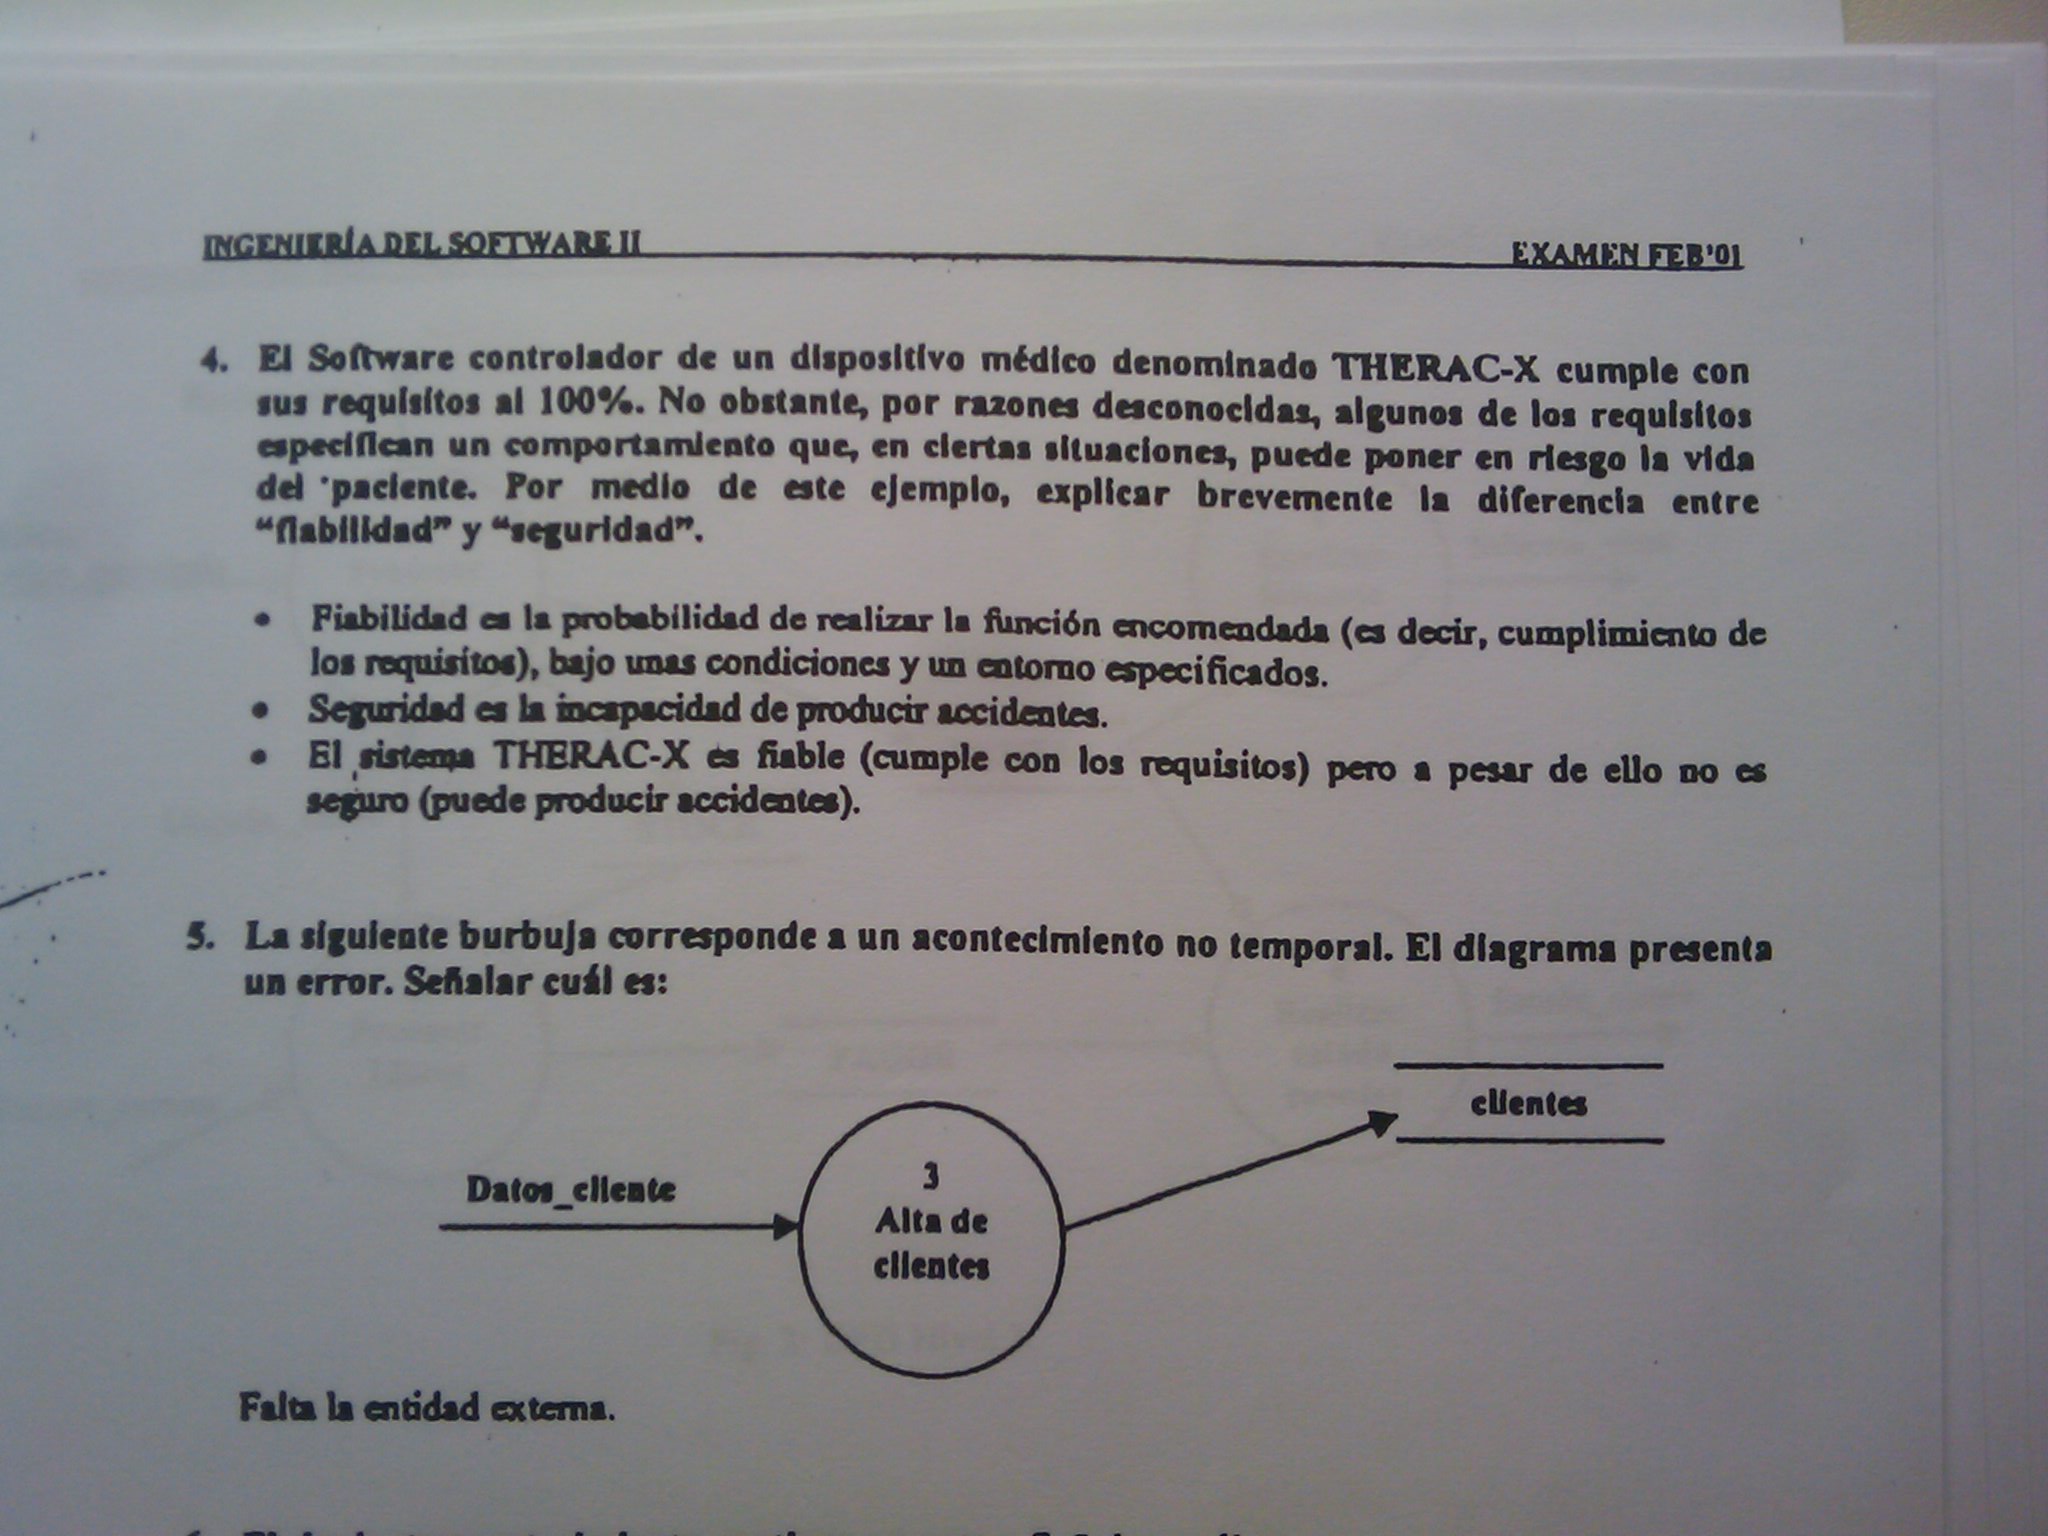 INGENIERÍA DEL SOFTWARE II EXAMEN FEB'01
4. El Software controlador de un dispositivo médico denominado THERAC-X cumple con
sus requisitos al 100%. No obstante, por razones desconocidas, algunos de los requisitos
especifican un comportamiento que, en ciertas situaciones, puede poner en riesgo la vida
del paciente. Por medio de este ejemplo, explicar brevemente la diferencia entre
“fiabilidad” y “seguridad”.
• Fiabilidad es la probabilidad de realizar la función encomendada (es decir, cumplimiento de
los requisitos), bajo unas condiciones y un entorno especificados.
• Seguridad es la incapacidad de producir accidentes.
• El sistema THERAC-X es fiable (cumple con los requisitos) pero a pesar de ello no es
seguro (puede producir accidentes).
5. La siguiente burbuja corresponde a un acontecimiento no temporal. El diagrama presenta
un error. Señalar cuál es:
clientes
Datos_cliente
3
Alta de
clientes
Falta la entidad externa.